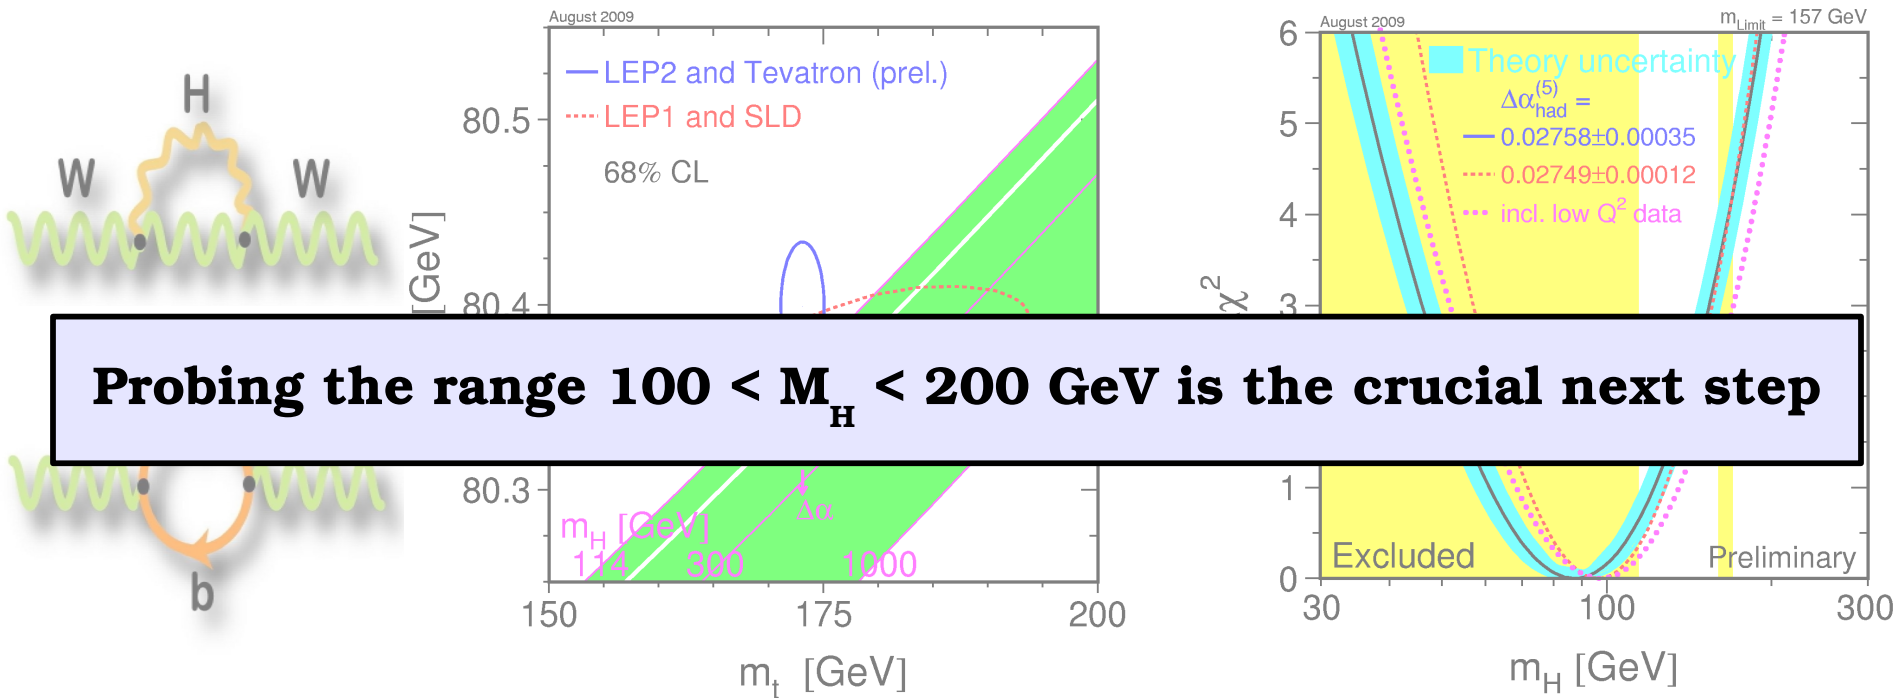 H
W W
b
August 2009
LEP2 and Tevatron (prel.)
LEP1 and SLD
68% CL
80.5
80.4
80.3
[GeV]
m_H [GeV]
114 300 1000
Δα
150 175 200
m_t [GeV]
August 2009
m_Limit = 157 GeV
Theory uncertainty
Δα_had^(5) =
0.02758±0.00035
0.02749±0.00012
incl. low Q² data
6
5
4
3
1
0
χ²
Excluded
Preliminary
30 100 300
m_H [GeV]
Probing the range 100 < M_H < 200 GeV is the crucial next step